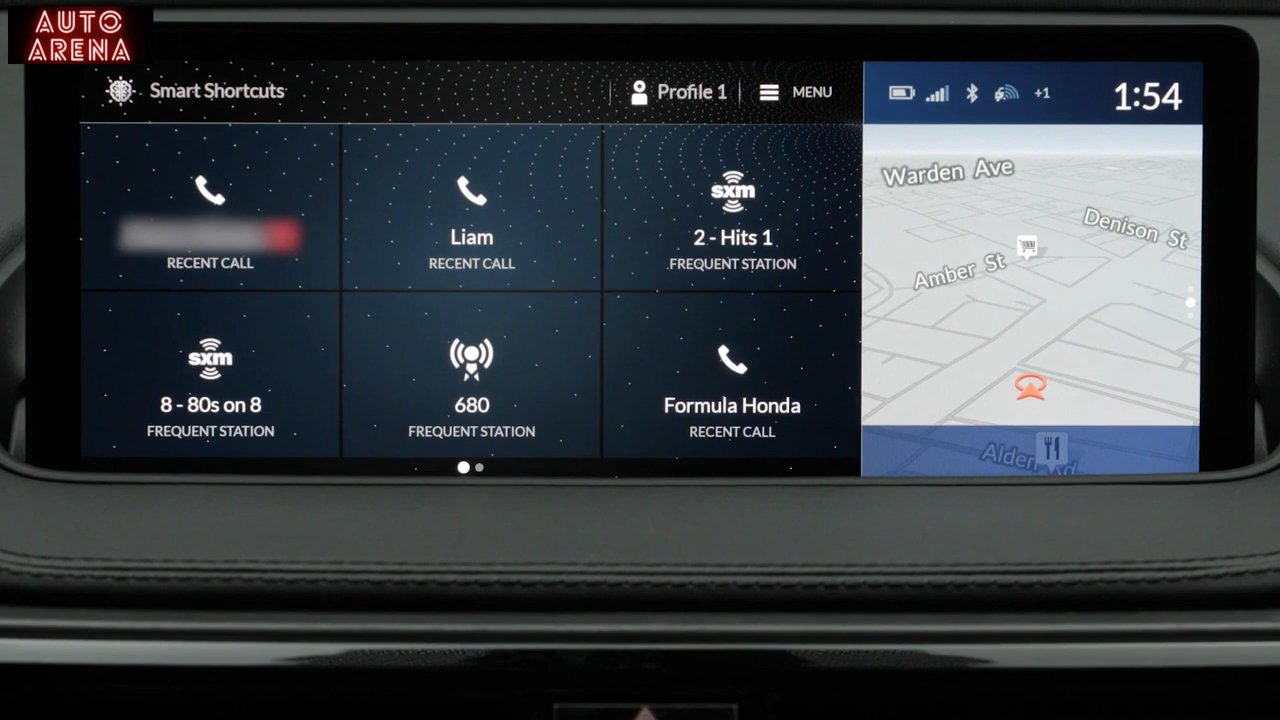 AUTO
ARENA
Smart Shortcuts
Profile 1
MENU
+1
1:54
RECENT CALL
Liam
RECENT CALL
sxm
2 - Hits 1
FREQUENT STATION
sxm
8 - 80s on 8
FREQUENT STATION
680
FREQUENT STATION
Formula Honda
RECENT CALL
Warden Ave
Denison St
Amber St
Alden Rd